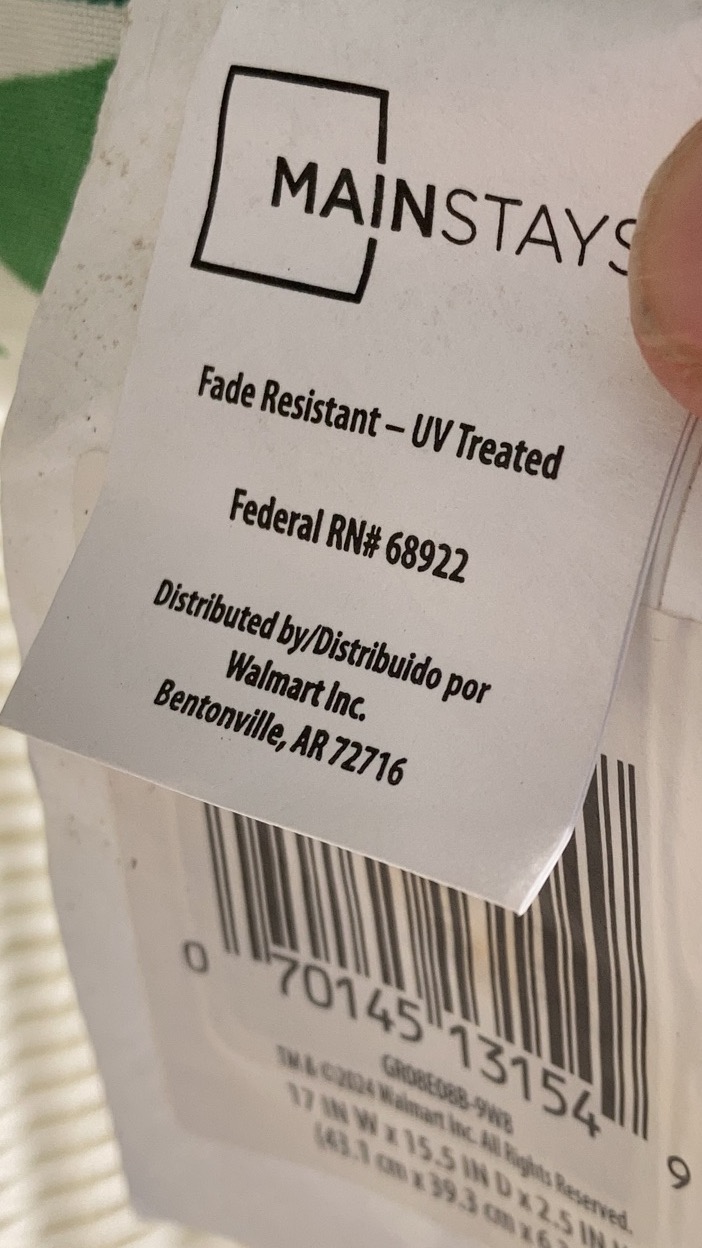 MAINSTAYS
Fade Resistant – UV Treated
Federal RN# 68922
Distributed by/Distribuido por
Walmart Inc.
Bentonville, AR 72716
0 70145 13154 9
GR08E08B-9WB
TM & ©2024 Walmart Inc. All Rights Reserved.
17 IN W x 15.5 IN D x 2.5 IN
(43.1 cm x 39.3 cm x 6.